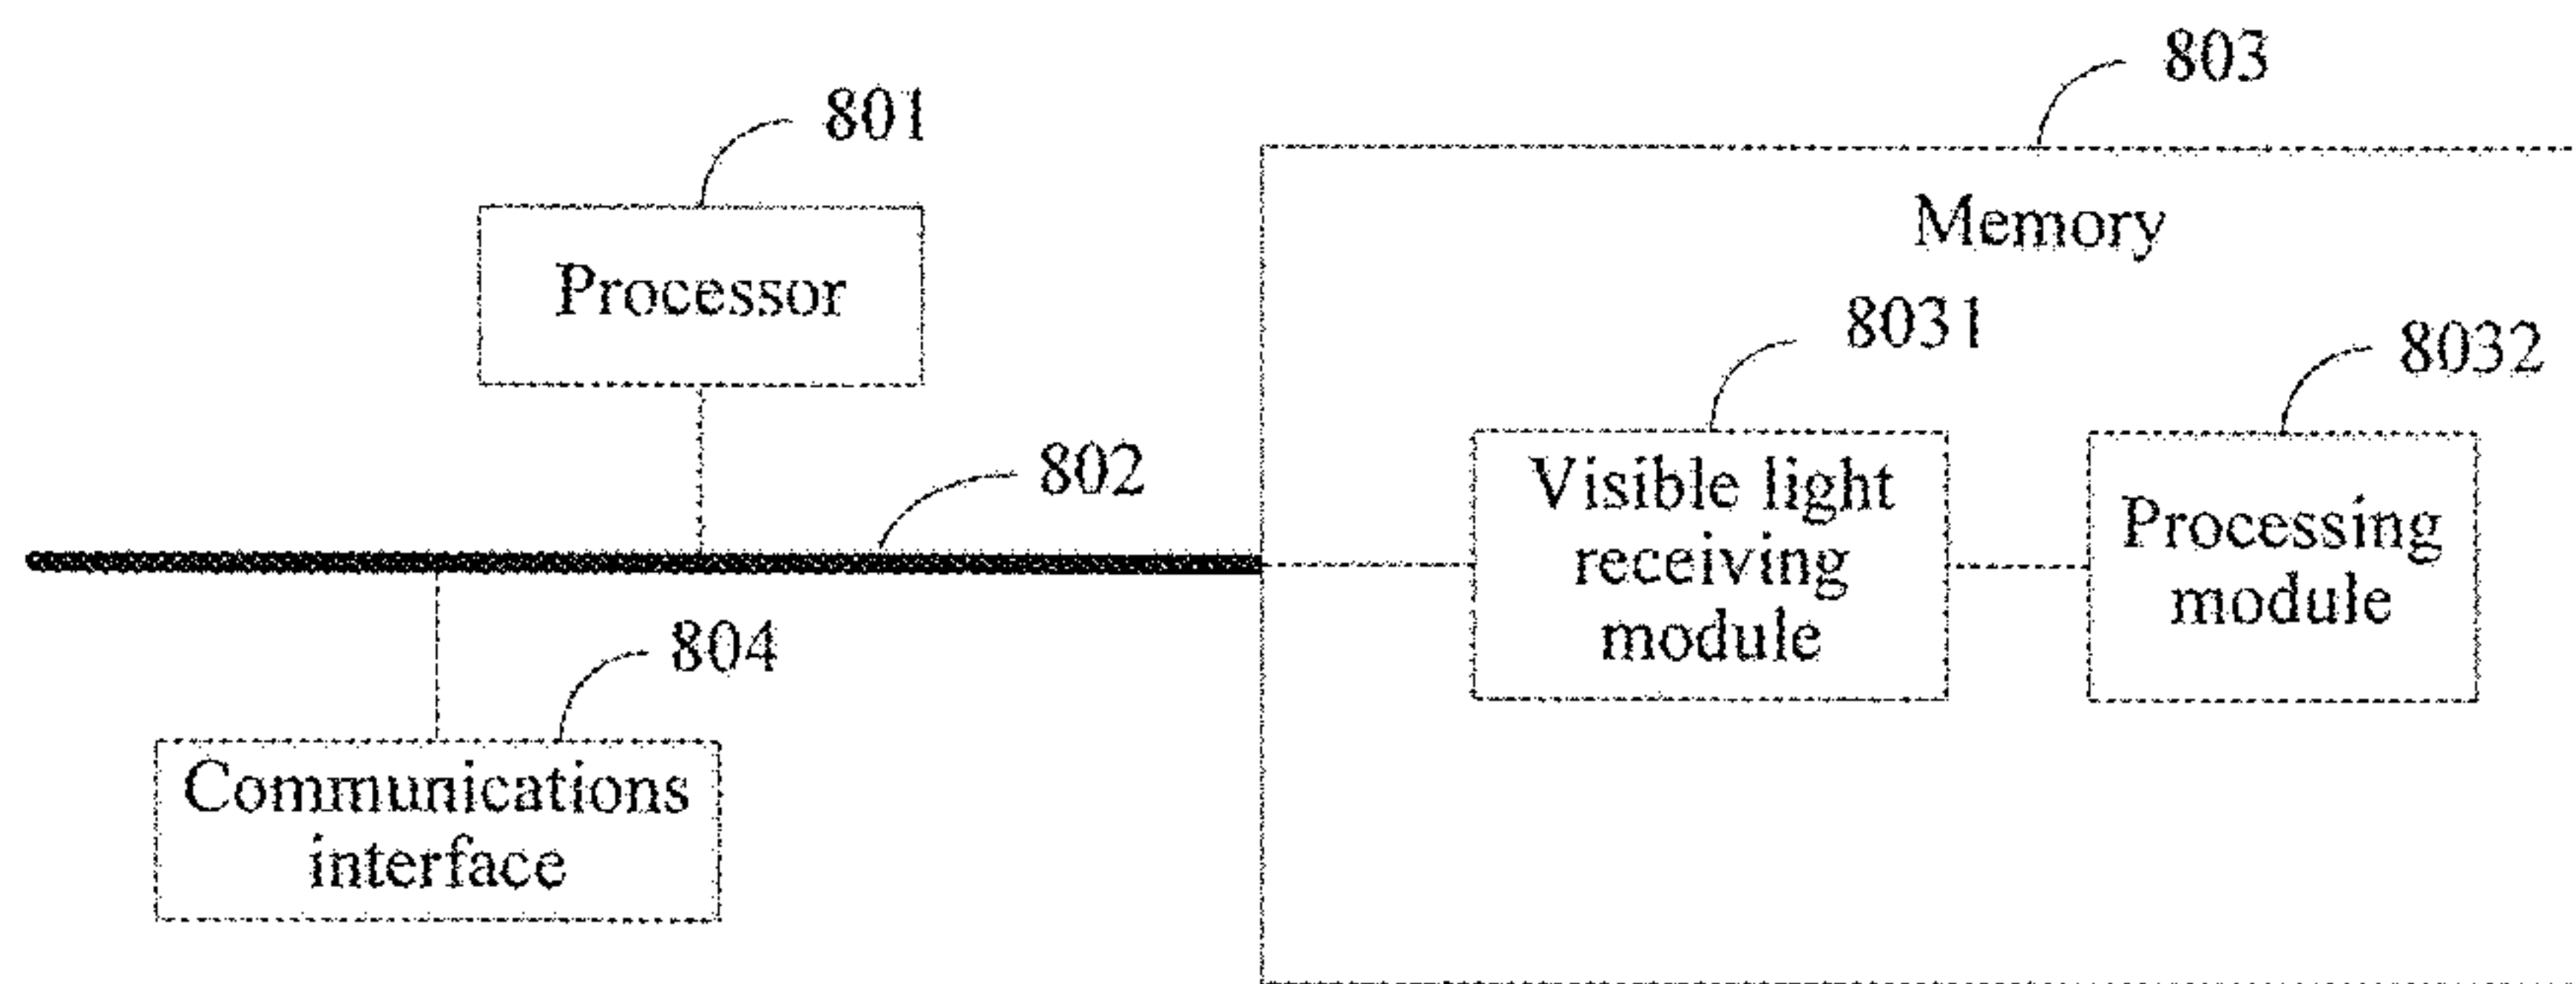 803
801
Memory
Processor
8031
8032
802
Visible light
receiving
module
Processing
module
804
Communications
interface